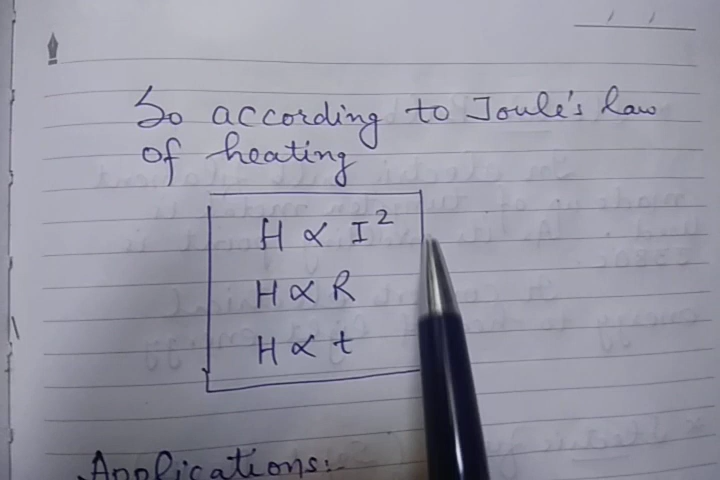 So according to Joule's law
of heating
H ∝ I²
H ∝ R
H ∝ t
Applications: